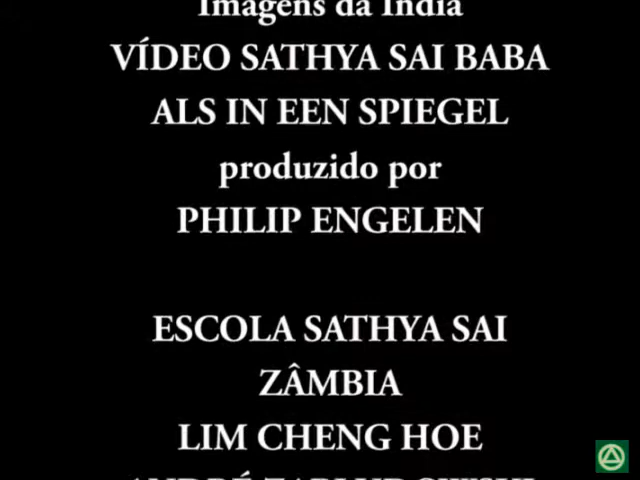 Imagens da Índia
VÍDEO SATHYA SAI BABA
ALS IN EEN SPIEGEL
produzido por
PHILIP ENGELEN
ESCOLA SATHYA SAI
ZÂMBIA
LIM CHENG HOE
ANDRÉ